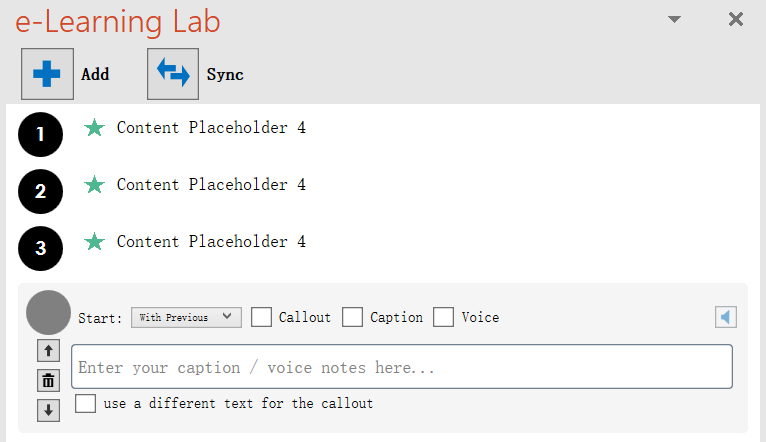 e-Learning Lab
Add Sync
1 Content Placeholder 4
2 Content Placeholder 4
3 Content Placeholder 4
Start: With Previous Callout Caption Voice
Enter your caption / voice notes here...
use a different text for the callout